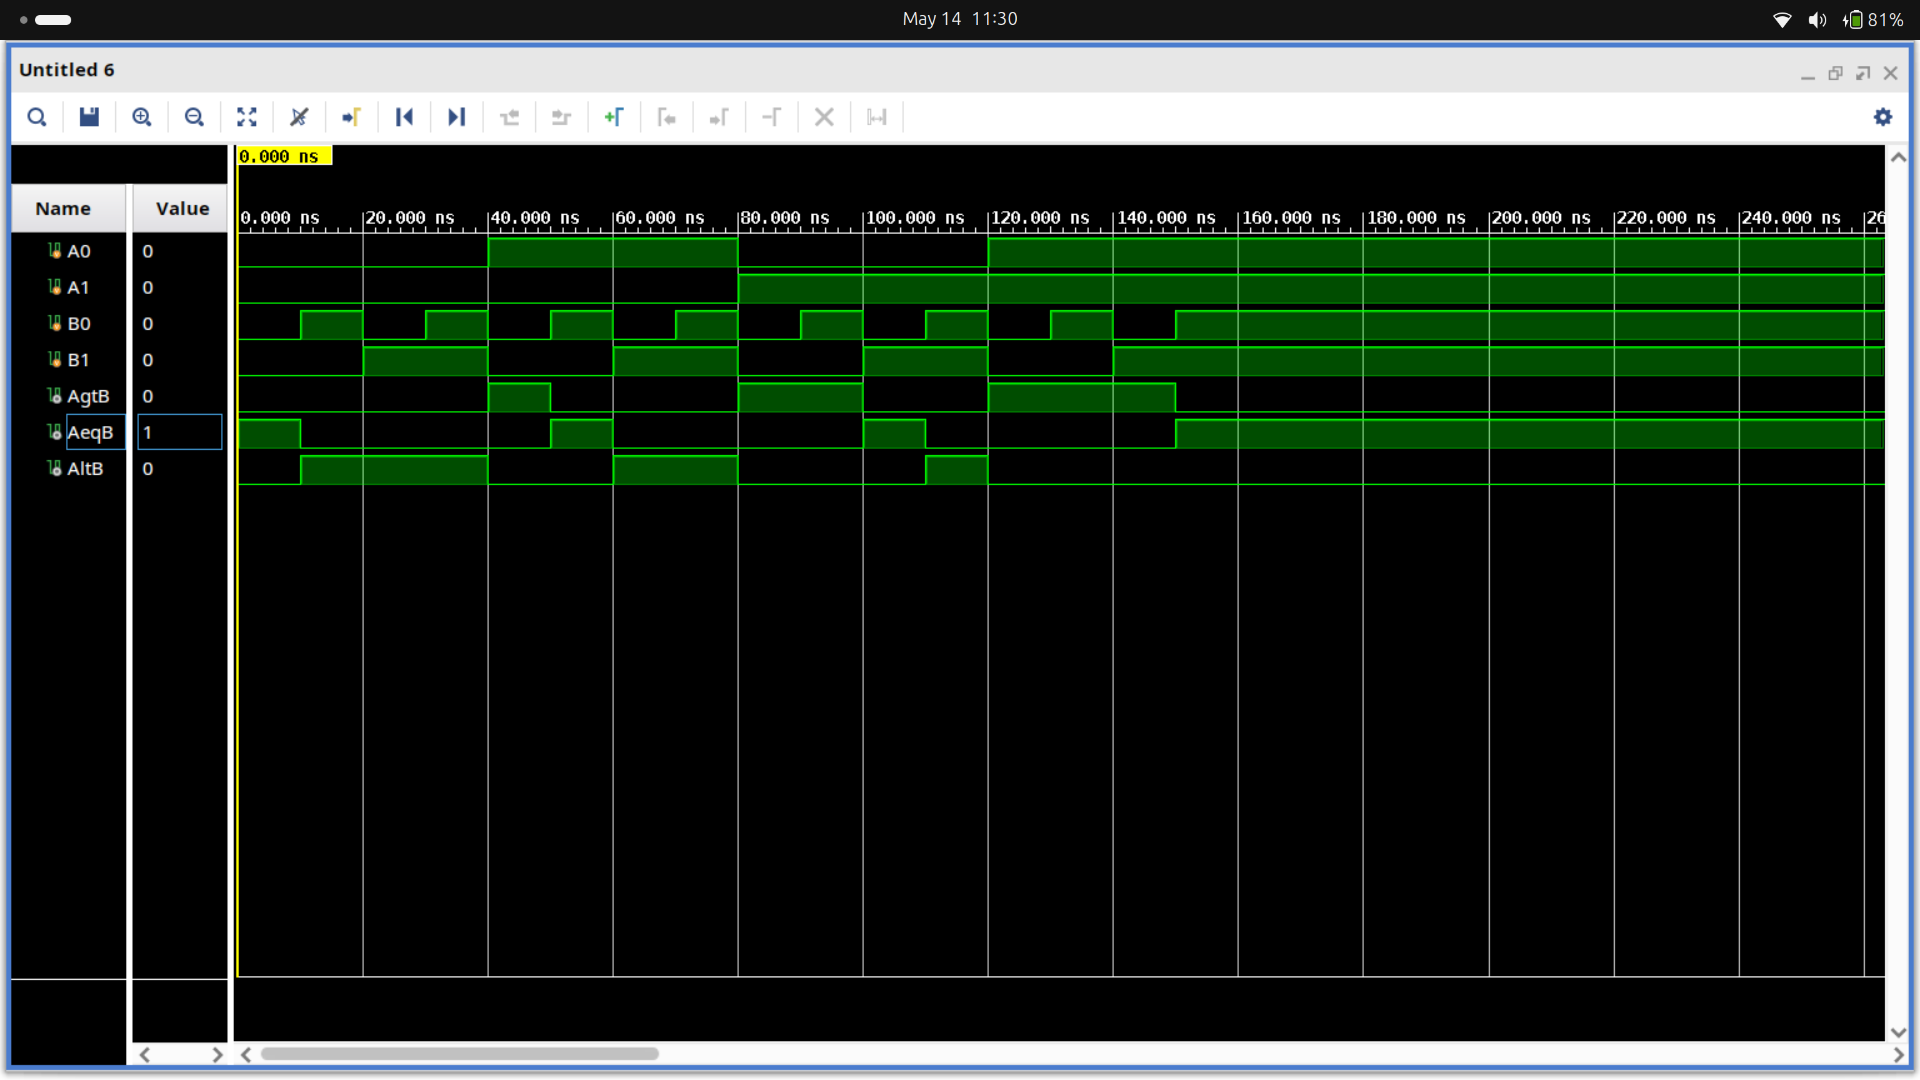 May 14 11:30
81%
Untitled 6
0.000 ns
Name Value
0.000 ns 20.000 ns 40.000 ns 60.000 ns 80.000 ns 100.000 ns 120.000 ns 140.000 ns 160.000 ns 180.000 ns 200.000 ns 220.000 ns 240.000 ns 26
A0 0
A1 0
B0 0
B1 0
AgtB 0
AeqB 1
AltB 0